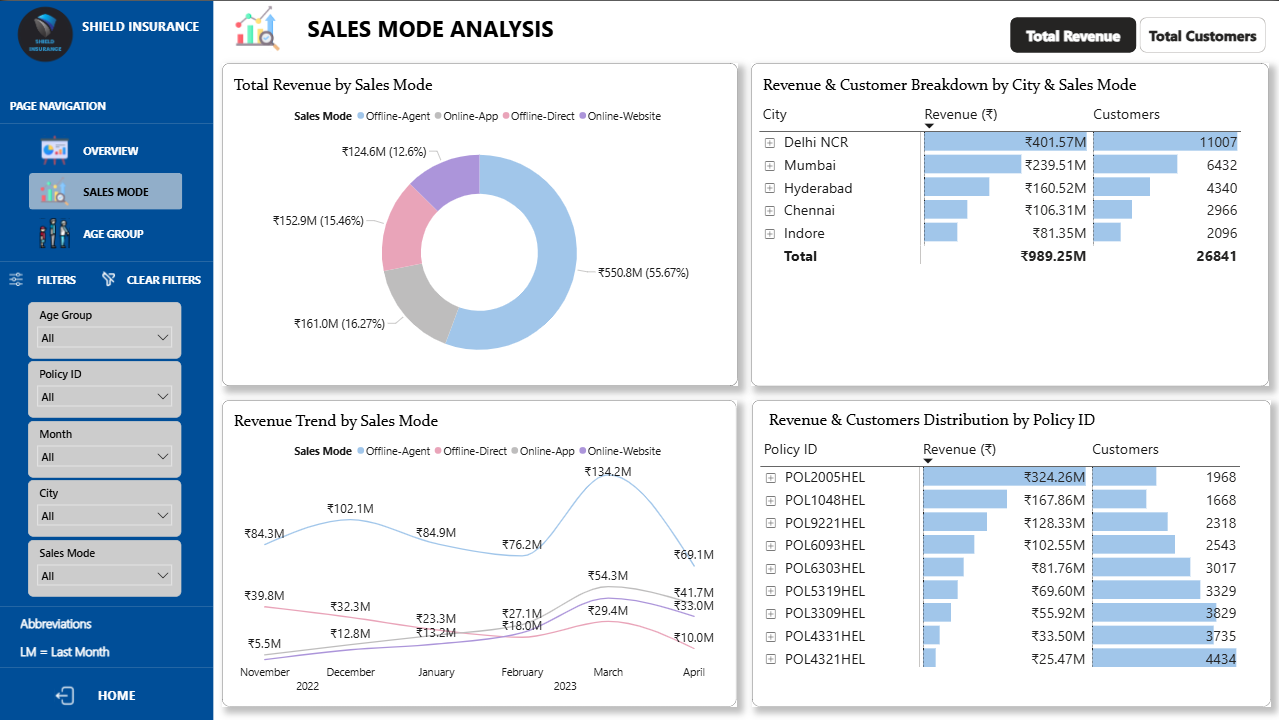 SHIELD INSURANCE
SHIELD
INSURANCE
PAGE NAVIGATION
OVERVIEW
SALES MODE
AGE GROUP
FILTERS CLEAR FILTERS
Age Group
All
Policy ID
All
Month
All
City
All
Sales Mode
All
Abbreviations
LM = Last Month
HOME
SALES MODE ANALYSIS
Total Revenue Total Customers
Total Revenue by Sales Mode
Sales Mode Offline-Agent Online-App Offline-Direct Online-Website
₹124.6M (12.6%)
₹152.9M (15.46%)
₹550.8M (55.67%)
₹161.0M (16.27%)
Revenue & Customer Breakdown by City & Sales Mode
City Revenue (₹) Customers
Delhi NCR ₹401.57M 11007
Mumbai ₹239.51M 6432
Hyderabad ₹160.52M 4340
Chennai ₹106.31M 2966
Indore ₹81.35M 2096
Total ₹989.25M 26841
Revenue Trend by Sales Mode
Sales Mode Offline-Agent Offline-Direct Online-App Online-Website
₹134.2M
₹102.1M
₹84.3M ₹84.9M
₹76.2M
₹69.1M
₹54.3M
₹39.8M ₹41.7M
₹32.3M ₹33.0M
₹23.3M ₹27.1M ₹29.4M
₹5.5M ₹12.8M ₹13.2M ₹18.0M ₹10.0M
November December January February March April
2022 2023
Revenue & Customers Distribution by Policy ID
Policy ID Revenue (₹) Customers
POL2005HEL ₹324.26M 1968
POL1048HEL ₹167.86M 1668
POL9221HEL ₹128.33M 2318
POL6093HEL ₹102.55M 2543
POL6303HEL ₹81.76M 3017
POL5319HEL ₹69.60M 3329
POL3309HEL ₹55.92M 3829
POL4331HEL ₹33.50M 3735
POL4321HEL ₹25.47M 4434